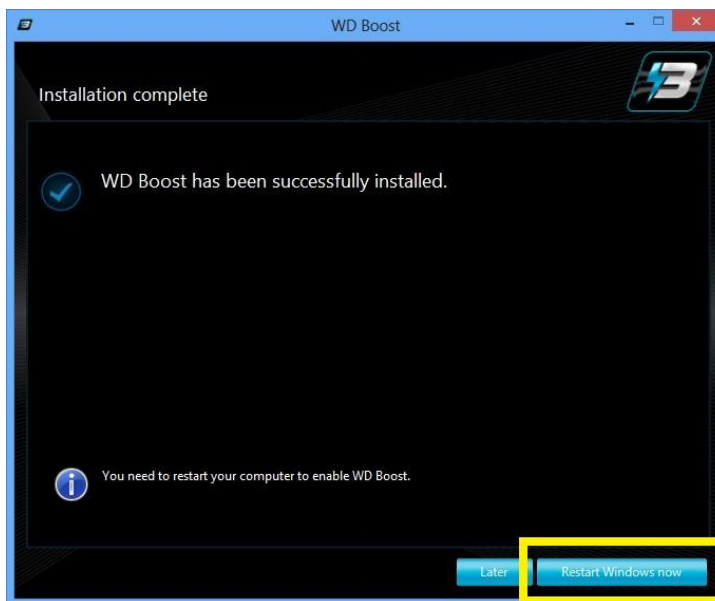 WD Boost
Installation complete
WD Boost has been successfully installed.
You need to restart your computer to enable WD Boost.
Later
Restart Windows now